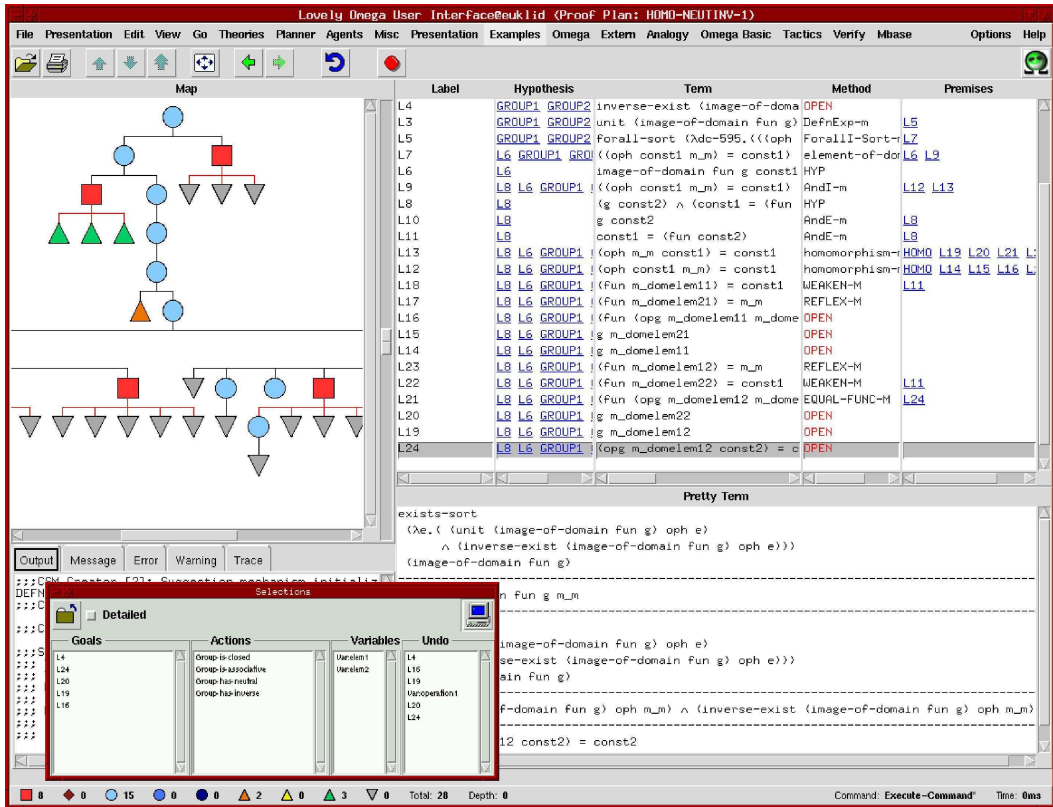 Lovely Omega User Interface@euklid (Proof Plan: HOMO-NEUTINV-1)
File Presentation Edit View Go Theories Planner Agents Misc Presentation Examples Omega Extern Analogy Omega Basic Tactics Verify Mbase Options Help
Map
Label Hypothesis Term Method Premises
L4 GROUP1 GROUP2 inverse-exist (image-of-doma OPEN
L3 GROUP1 GROUP2 unit (image-of-domain fun g) DefnExp-m L5
L5 GROUP1 GROUP2 forall-sort (λdc-595.(((oph ForallI-Sort-m L7
L7 L6 GROUP1 GROU ((oph const1 m_m) = const1) element-of-dom L6 L9
L6 L6 image-of-domain fun g const1 HYP
L9 L8 L6 GROUP1 ((oph const1 m_m) = const1) AndI-m L12 L13
L8 L8 (g const2) ∧ (const1 = (fun HYP
L10 L8 g const2 AndE-m L8
L11 L8 const1 = (fun const2) AndE-m L8
L13 L8 L6 GROUP1 (oph m_m const1) = const1 homomorphism-m HOMO L19 L20 L21 L
L12 L8 L6 GROUP1 (oph const1 m_m) = const1 homomorphism-m HOMO L14 L15 L16 L
L18 L8 L6 GROUP1 (fun m_domelem11) = const1 WEAKEN-M L11
L17 L8 L6 GROUP1 (fun m_domelem21) = m_m REFLEX-M
L16 L8 L6 GROUP1 (fun (opg m_domelem11 m_dome OPEN
L15 L8 L6 GROUP1 g m_domelem21 OPEN
L14 L8 L6 GROUP1 g m_domelem11 OPEN
L23 L8 L6 GROUP1 (fun m_domelem12) = m_m REFLEX-M
L22 L8 L6 GROUP1 (fun m_domelem22) = const1 WEAKEN-M L11
L21 L8 L6 GROUP1 (fun (opg m_domelem12 m_dome EQUAL-FUNC-M L24
L20 L8 L6 GROUP1 g m_domelem22 OPEN
L19 L8 L6 GROUP1 g m_domelem12 OPEN
L24 L8 L6 GROUP1 (opg m_domelem12 const2) = c OPEN
Pretty Term
exists-sort
(λe.( (unit (image-of-domain fun g) oph e)
∧ (inverse-exist (image-of-domain fun g) oph e)))
(image-of-domain fun g)
n fun g m_m
image-of-domain fun g) oph e)
se-exist (image-of-domain fun g) oph e)))
ain fun g)
f-domain fun g) oph m_m) ∧ (inverse-exist (image-of-domain fun g) oph m_m)
12 const2) = const2
Output Message Error Warning Trace
;;;CSM Creator [2]: Suggestion mechanism initializ
DEFN
;;;C
;;;C
;;;S
;;;
;;;
;;;
;;;
;;;
;;;
Selections
Detailed
Goals Actions Variables Undo
L4 Group-is-closed Var:elem1 L4
L24 Group-is-associative Var:elem2 L16
L20 Group-has-neutral L19
L19 Group-has-inverse Var:operation1
L16 L20
L24
8 0 15 0 0 2 0 3 0 Total: 28 Depth: 0 Command: Execute-Command* Time: 0ms